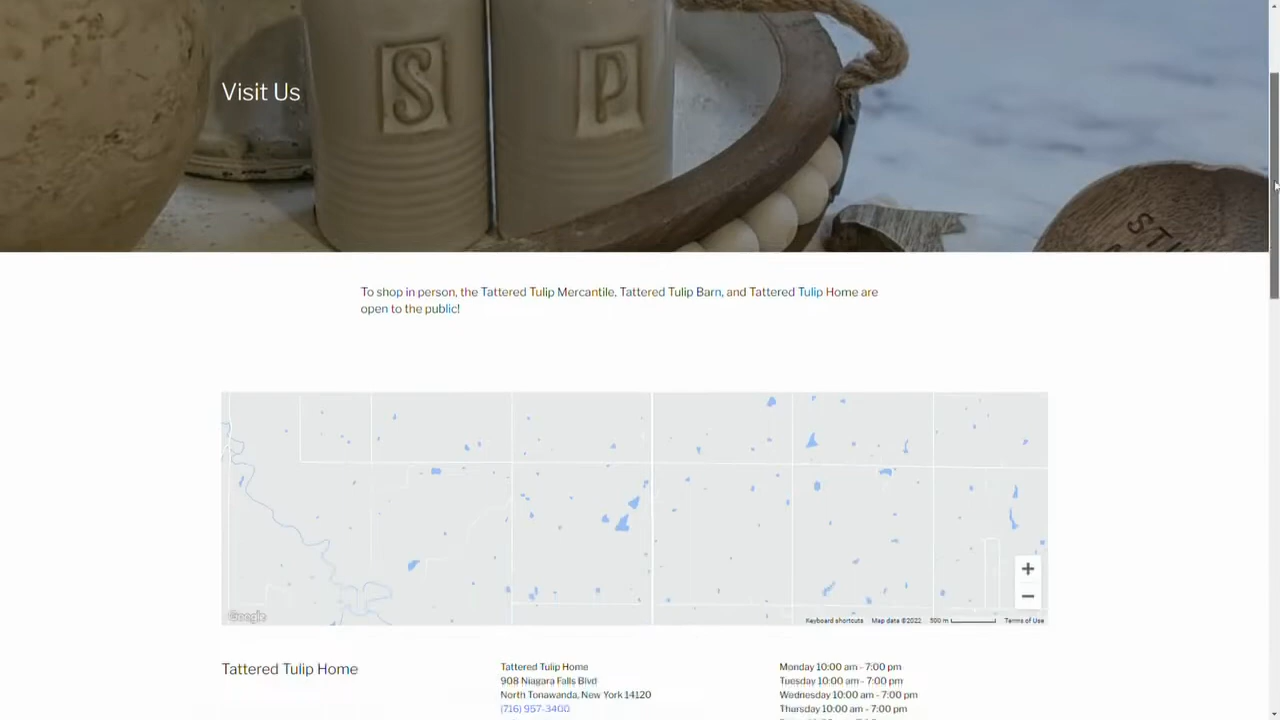 S P
Visit Us
STI
To shop in person, the Tattered Tulip Mercantile, Tattered Tulip Barn, and Tattered Tulip Home are
open to the public!
Google
Keyboard shortcuts Map data ©2022 500 m Terms of Use
Tattered Tulip Home
Tattered Tulip Home
908 Niagara Falls Blvd
North Tonawanda, New York 14120
(716) 957-3400
Monday 10:00 am - 7:00 pm
Tuesday 10:00 am - 7:00 pm
Wednesday 10:00 am - 7:00 pm
Thursday 10:00 am - 7:00 pm